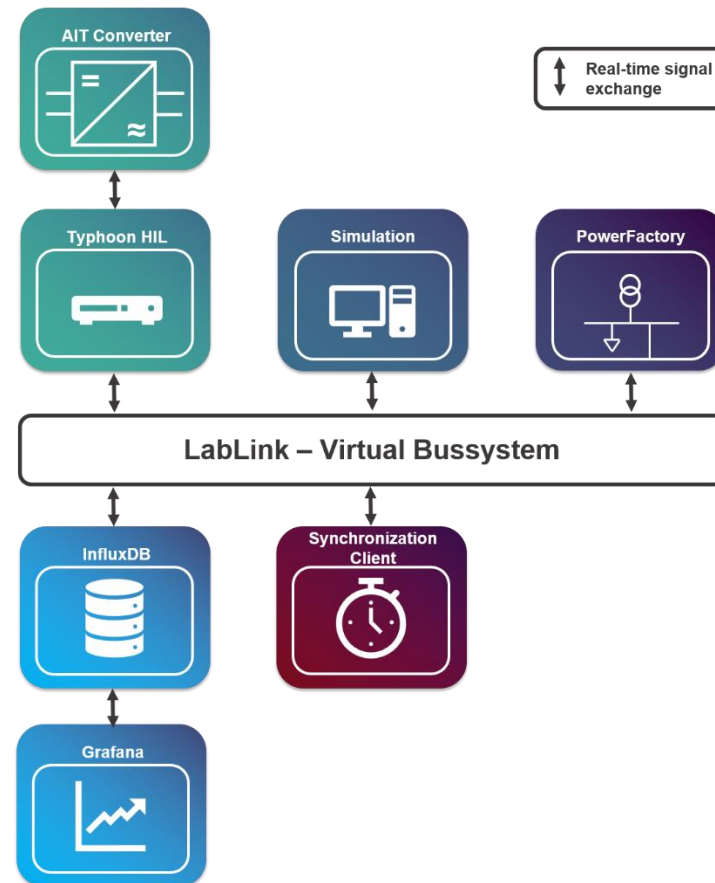 AIT Converter
Real-time signal
exchange
Typhoon HIL
Simulation
PowerFactory
LabLink – Virtual Bussystem
InfluxDB
Synchronization
Client
Grafana